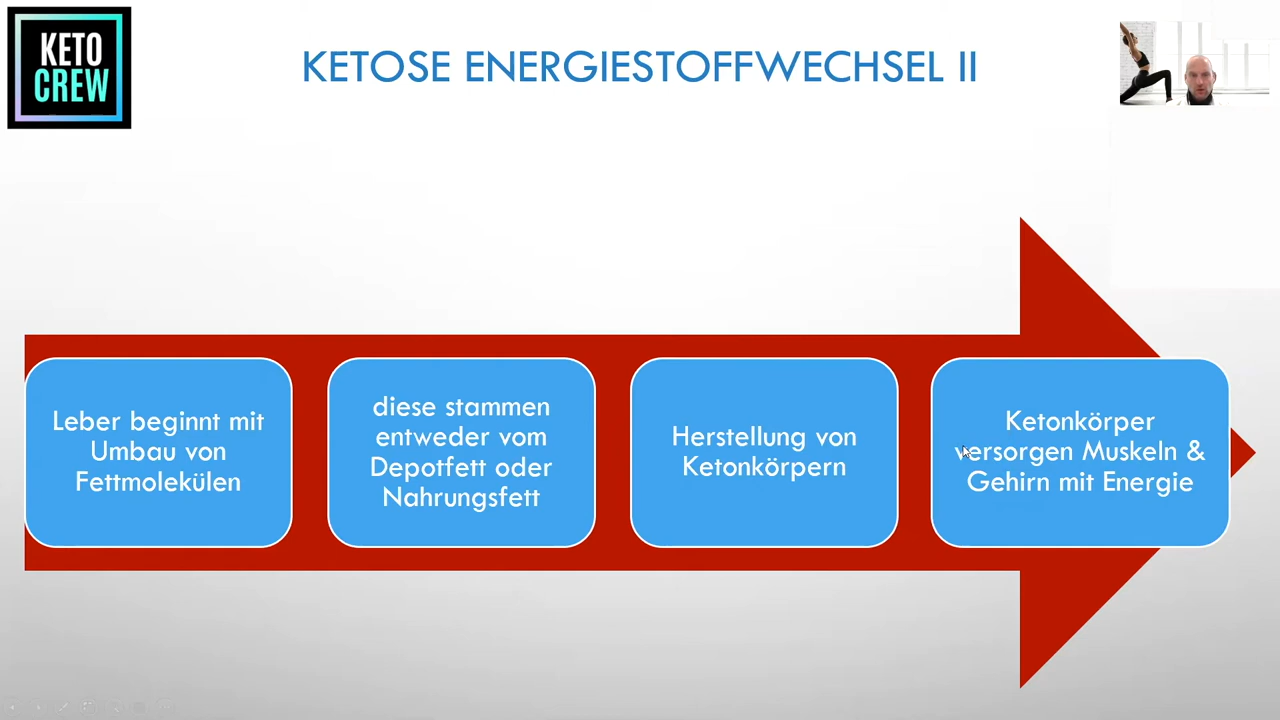 KETO
CREW
KETOSE ENERGIESTOFFWECHSEL II
Leber beginnt mit
Umbau von
Fettmolekülen
diese stammen
entweder vom
Depotfett oder
Nahrungsfett
Herstellung von
Ketonkörpern
Ketonkörper
versorgen Muskeln &
Gehirn mit Energie